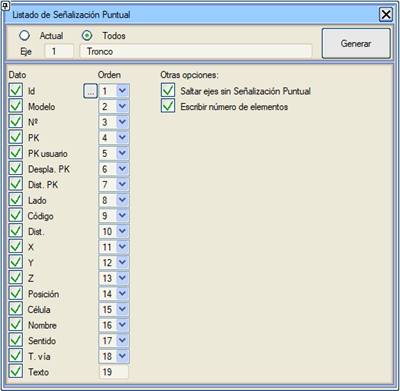 Listado de Señalización Puntual
Actual Todos
Eje 1 Tronco Generar
Dato Orden Otras opciones:
Id ... 1 Saltar ejes sin Señalización Puntual
Modelo 2 Escribir número de elementos
Nº 3
PK 4
PK usuario 5
Despla. PK 6
Dist. PK 7
Lado 8
Código 9
Dist. 10
X 11
Y 12
Z 13
Posición 14
Célula 15
Nombre 16
Sentido 17
T. vía 18
Texto 19